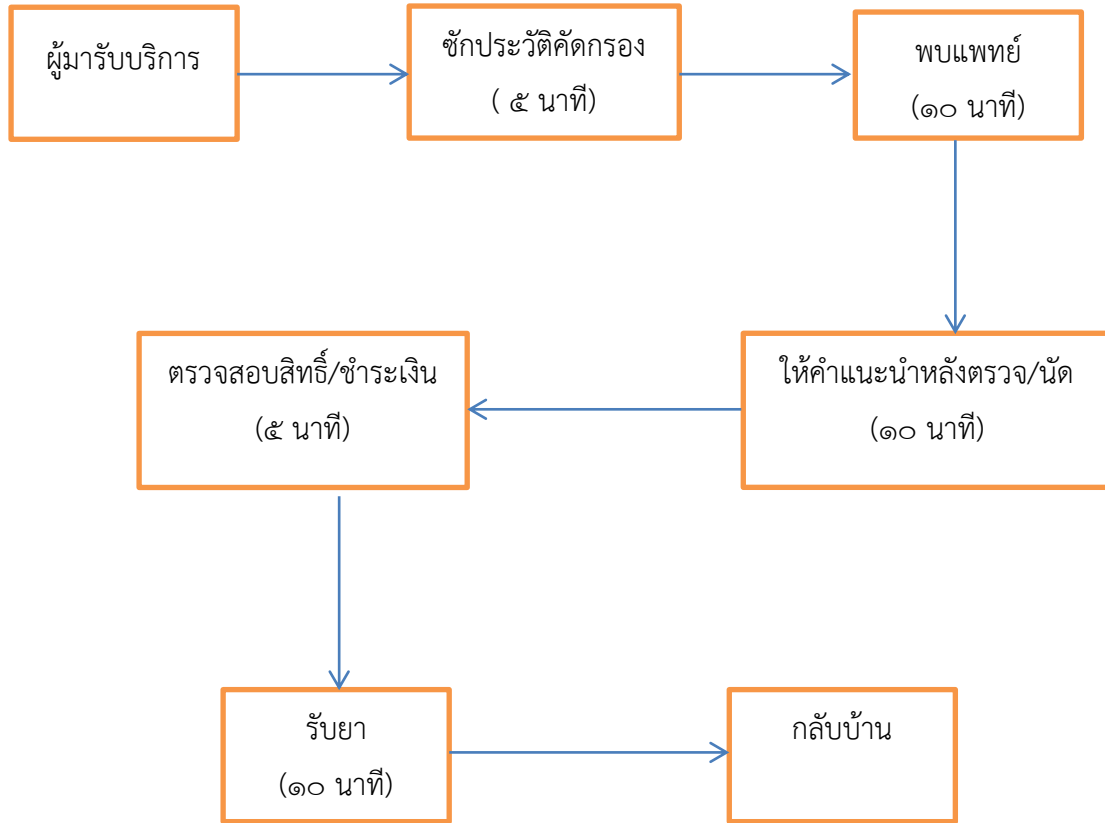 ผู้มารับบริการ
ซักประวัติคัดกรอง
( ๕ นาที)
พบแพทย์
(๑๐ นาที)
ให้คำแนะนำหลังตรวจ/นัด
(๑๐ นาที)
ตรวจสอบสิทธิ์/ชำระเงิน
(๕ นาที)
รับยา
(๑๐ นาที)
กลับบ้าน